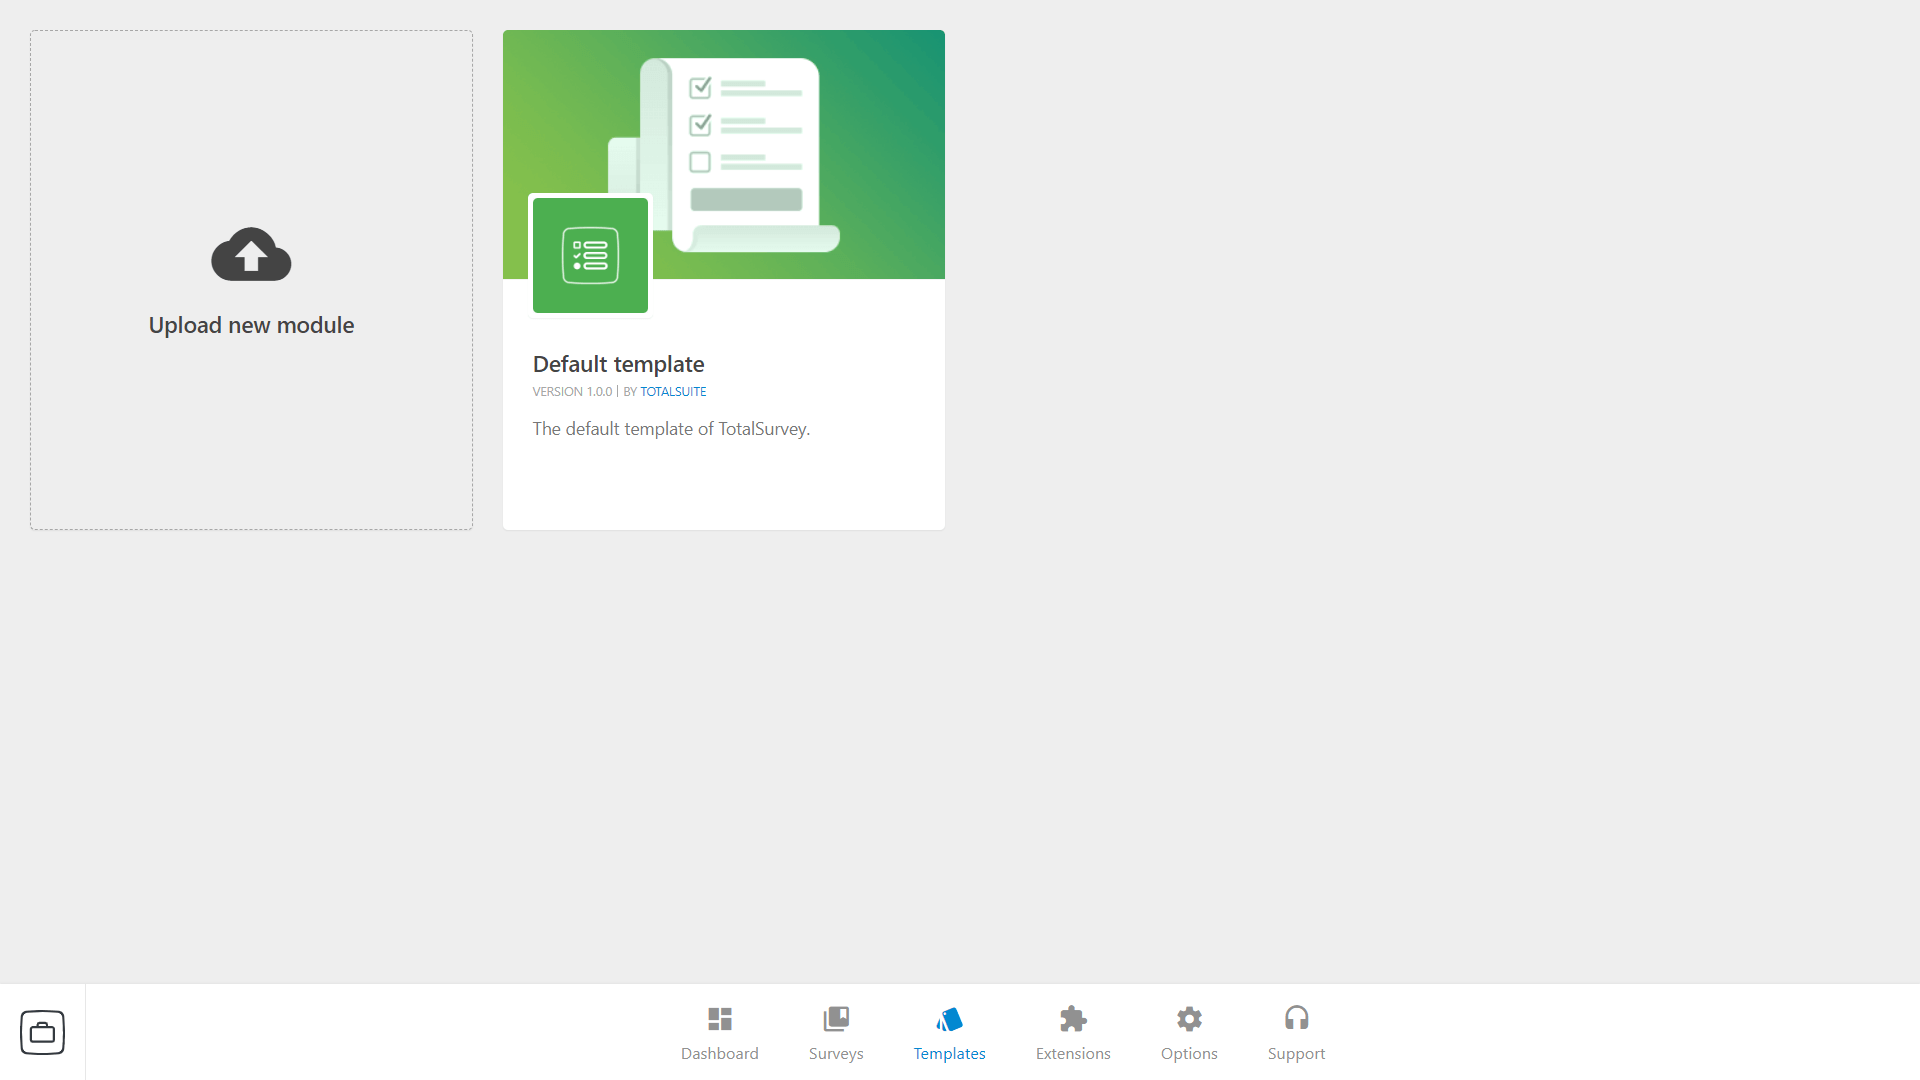 Upload new module
Default template
VERSION 1.0.0 | BY TOTALSUITE
The default template of TotalSurvey.
Dashboard
Surveys
Templates
Extensions
Options
Support